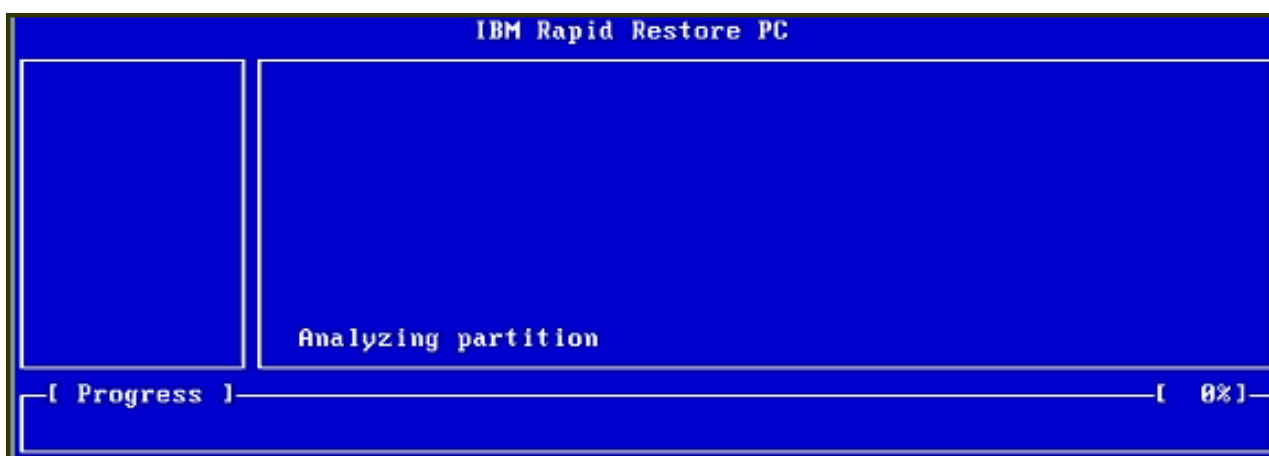 IBM Rapid Restore PC
Analyzing partition
[ Progress ] [ 0%]